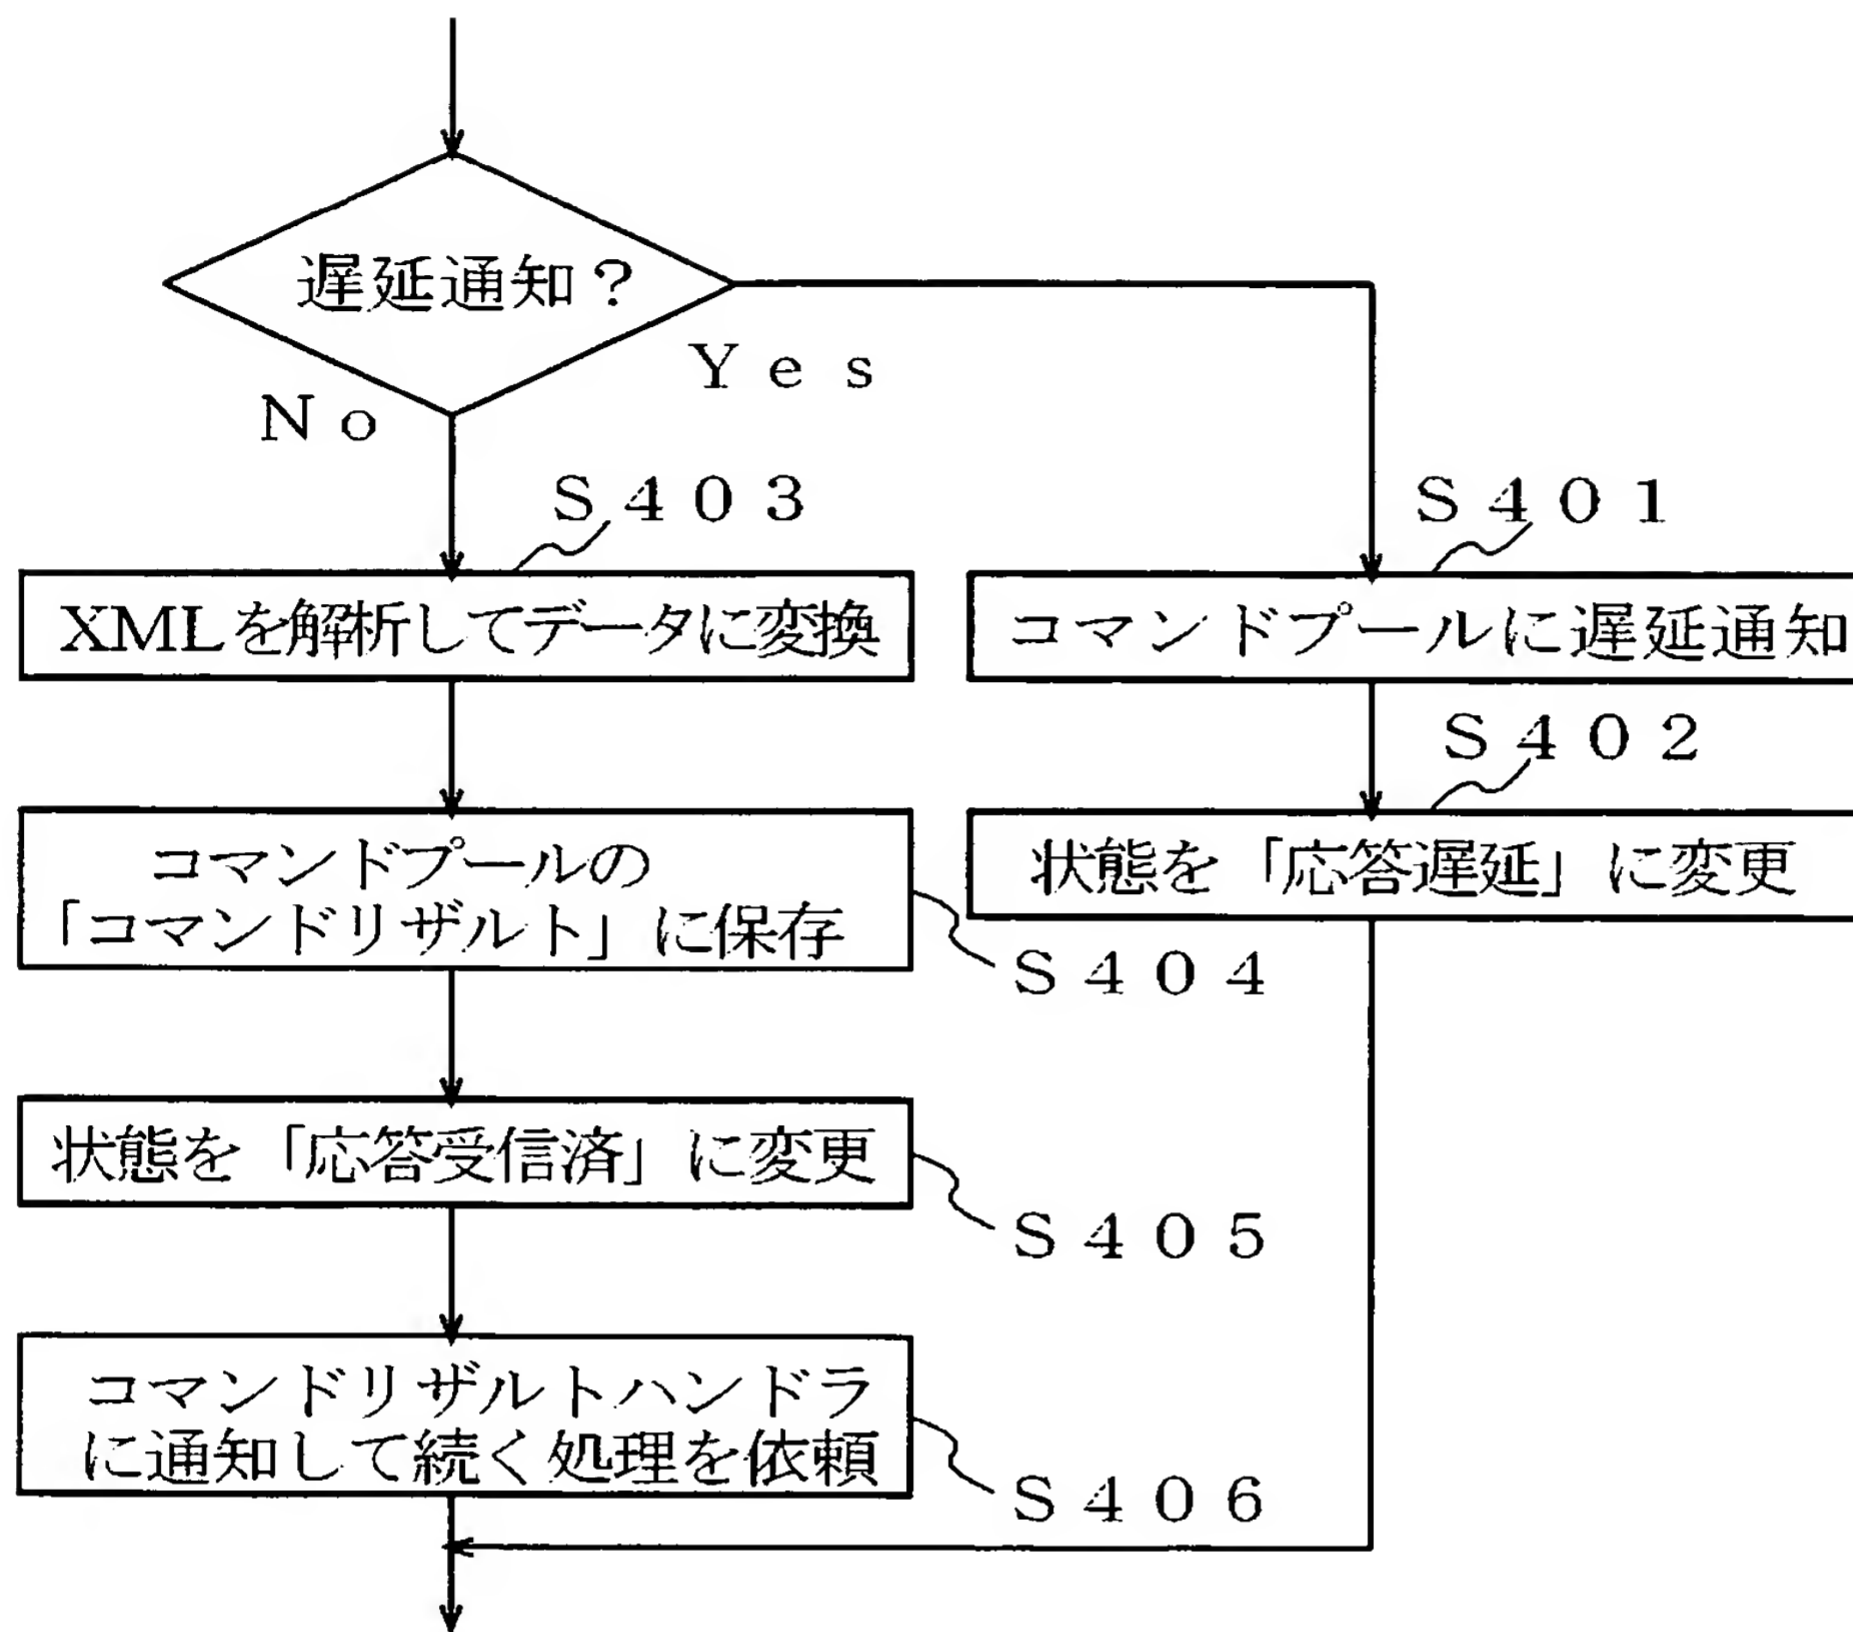 遅延通知？
Yes
No
S403
S401
XMLを解析してデータに変換
コマンドプールに遅延通知
S402
コマンドプールの
「コマンドリザルト」に保存
状態を「応答遅延」に変更
S404
状態を「応答受信済」に変更
S405
コマンドリザルトハンドラ
に通知して続く処理を依頼
S406